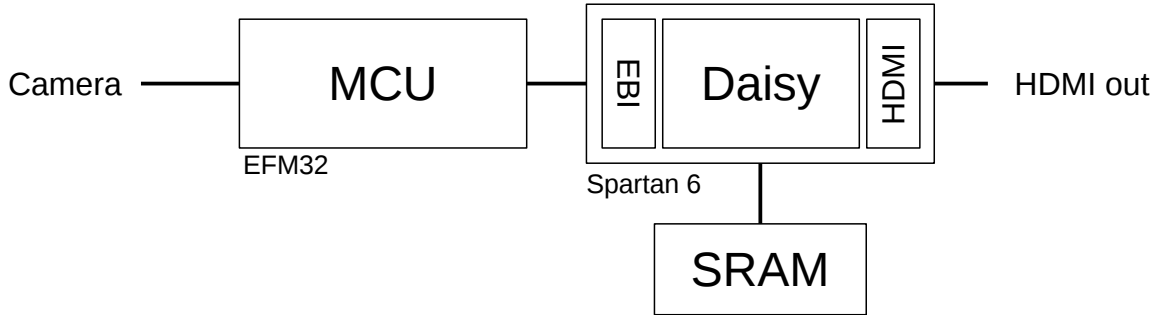 Camera
MCU
EFM32
EBI
Daisy
HDMI
Spartan 6
HDMI out
SRAM